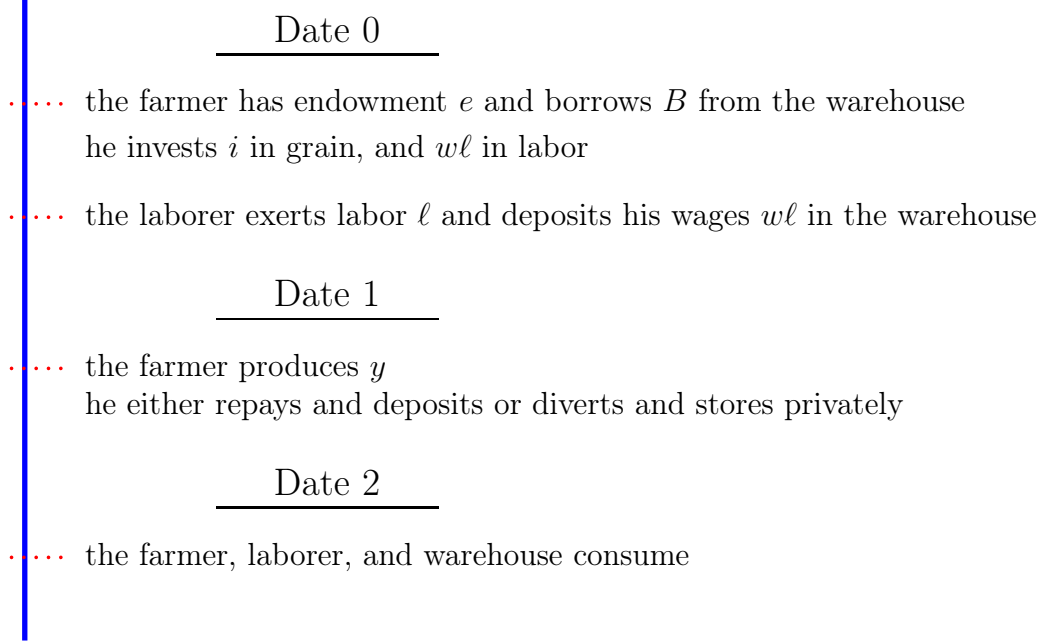 Date 0
the farmer has endowment e and borrows B from the warehouse
he invests i in grain, and wℓ in labor
the laborer exerts labor ℓ and deposits his wages wℓ in the warehouse
Date 1
the farmer produces y
he either repays and deposits or diverts and stores privately
Date 2
the farmer, laborer, and warehouse consume